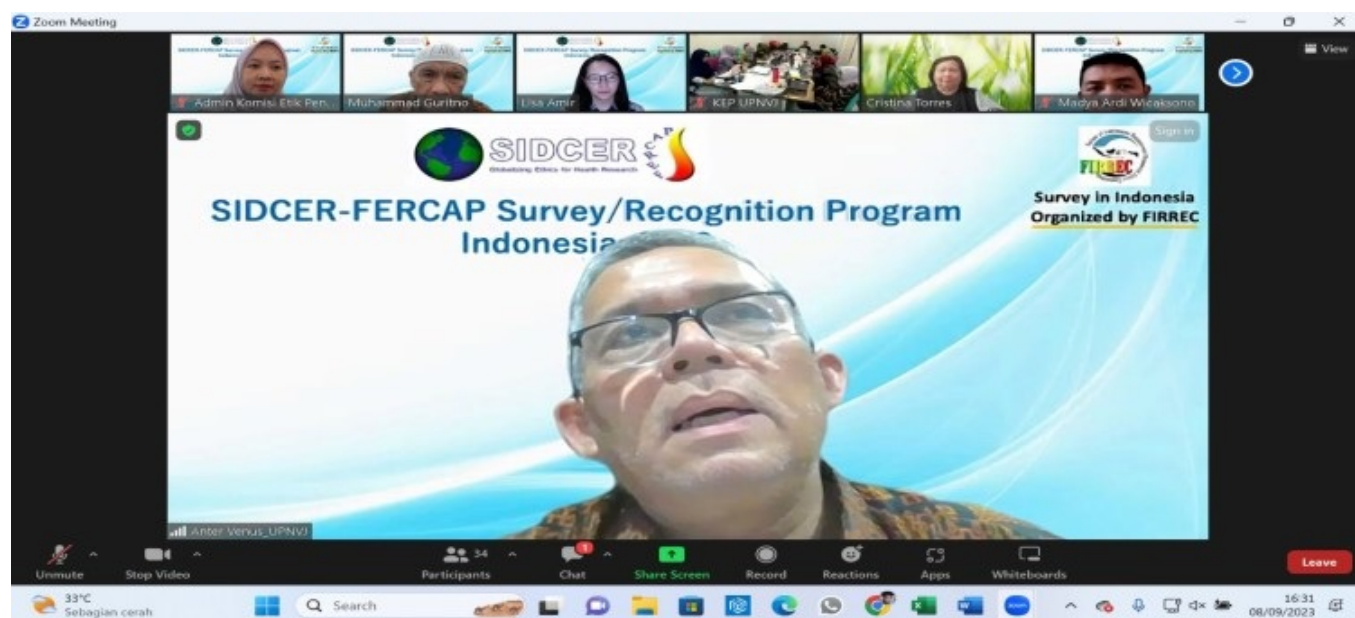 Zoom Meeting
View
Admin Komisi Etik Pen...
Muhammad Guritno
Lisa Amir
KEP UPNVJ
Cristina Torres
Madya Ardi Wicaksono
Sign in
SIDCER
Globalizing Ethics for Health Research
FERCAP
FIRREC
SIDCER-FERCAP Survey/Recognition Program
Indonesia
Survey in Indonesia
Organized by FIRREC
Anter Venus_UPNVJ
34
1
Unmute
Stop Video
Participants
Chat
Share Screen
Record
Reactions
Apps
Whiteboards
Leave
33°C
Sebagian cerah
Search
16:31
08/09/2023